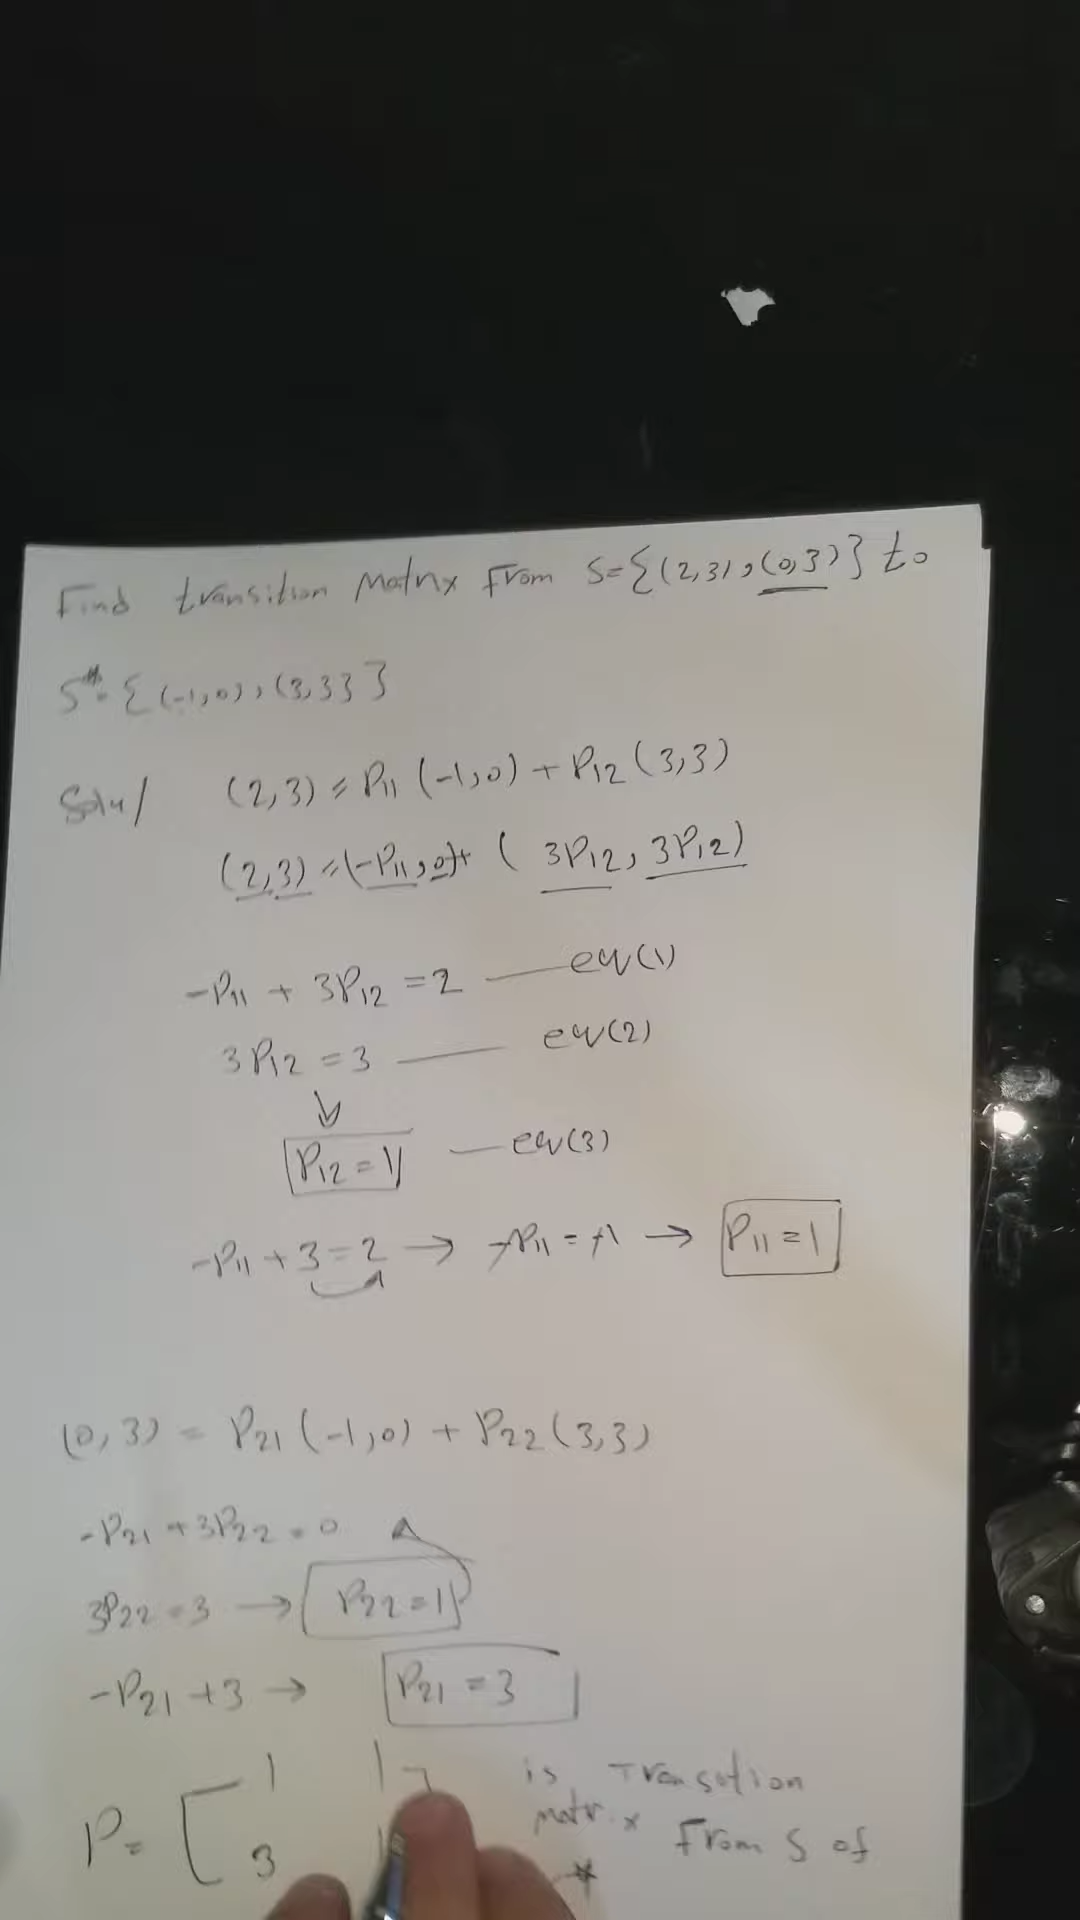 Find transition Matrix From S={(2,3),(0,3)} to
S*={(-1,0),(3,3}}
Solu/ (2,3) = P11 (-1,0) + P12 (3,3)
(2,3) = (-P11,0)+ ( 3P12, 3P12)
-P11 + 3P12 = 2 — eq(1)
3P12 = 3 — eq(2)
↓
P12 = 1 — eq(3)
-P11 + 3 = 2 → -P11 = -1 → P11 = 1
(0,3) = P21 (-1,0) + P22 (3,3)
-P21 + 3P22 = 0
3P22 = 3 → P22 = 1
-P21 + 3 → P21 = 3
P = [ 1 1 ] is Transotion
3 matrix From S of
*